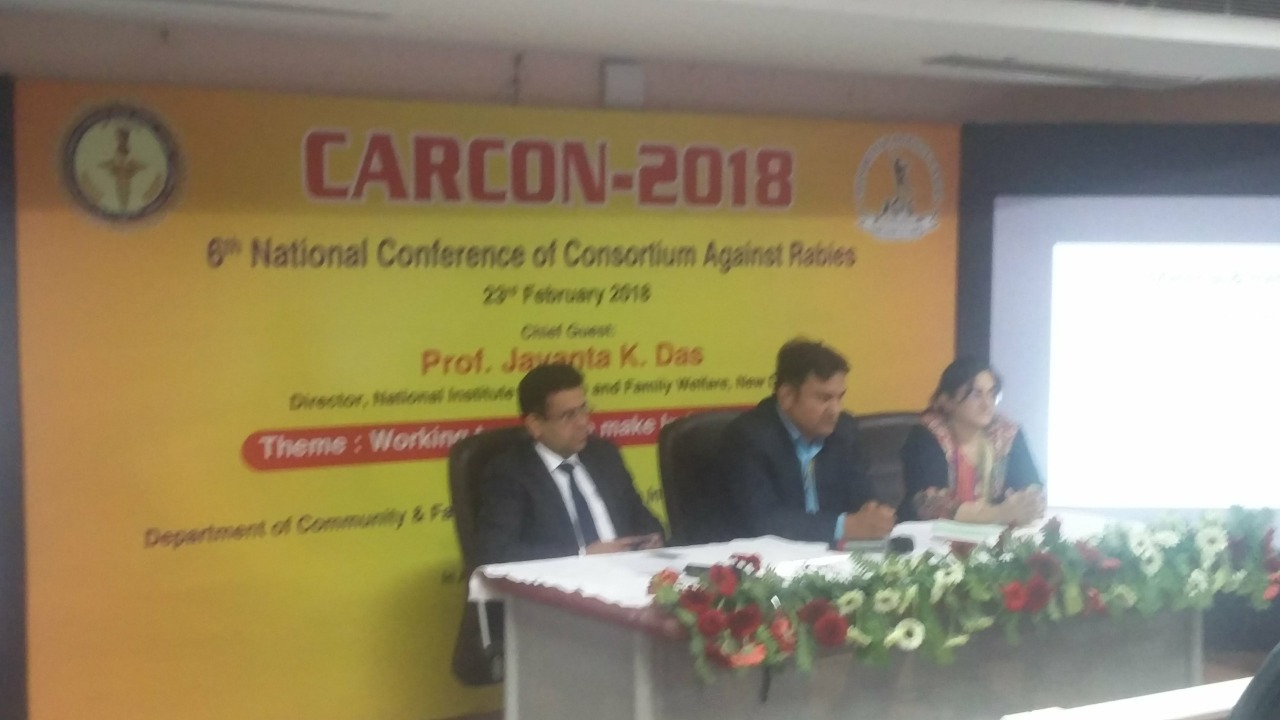 CARCON-2018
6th National Conference of Consortium Against Rabies
23rd February 2018
Chief Guest:
Prof. Jayanta K. Das
Director, National Institute and Family Welfare, New
Theme : Working make
Department of Community &